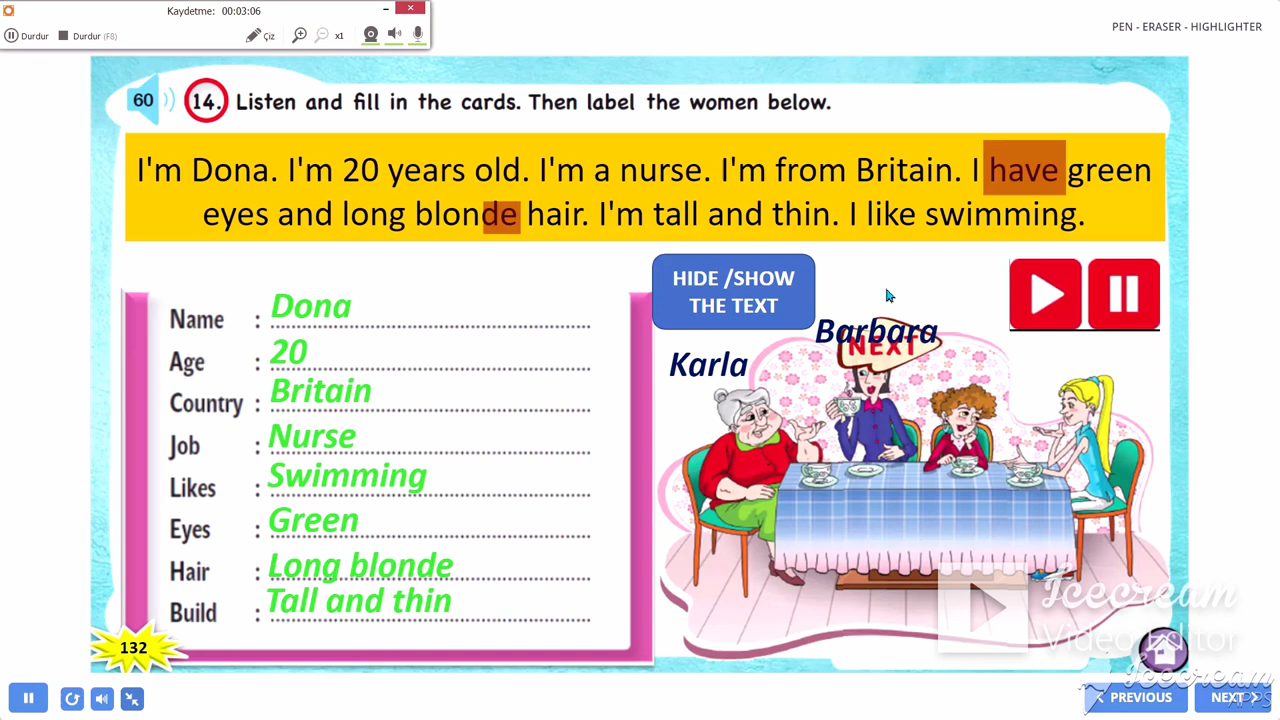 Kaydetme: 00:03:06
Durdur
Durdur (F8)
Çiz
x1
PEN - ERASER - HIGHLIGHTER
60
14. Listen and fill in the cards. Then label the women below.
I'm Dona. I'm 20 years old. I'm a nurse. I'm from Britain. I have green
eyes and long blonde hair. I'm tall and thin. I like swimming.
HIDE /SHOW
THE TEXT
Name : Dona
Age : 20
Country : Britain
Job : Nurse
Likes : Swimming
Eyes : Green
Hair : Long blonde
Build : Tall and thin
Barbara
NEXT
Karla
132
Icecream
Video Editor
Icecream
APPS
PREVIOUS
NEXT